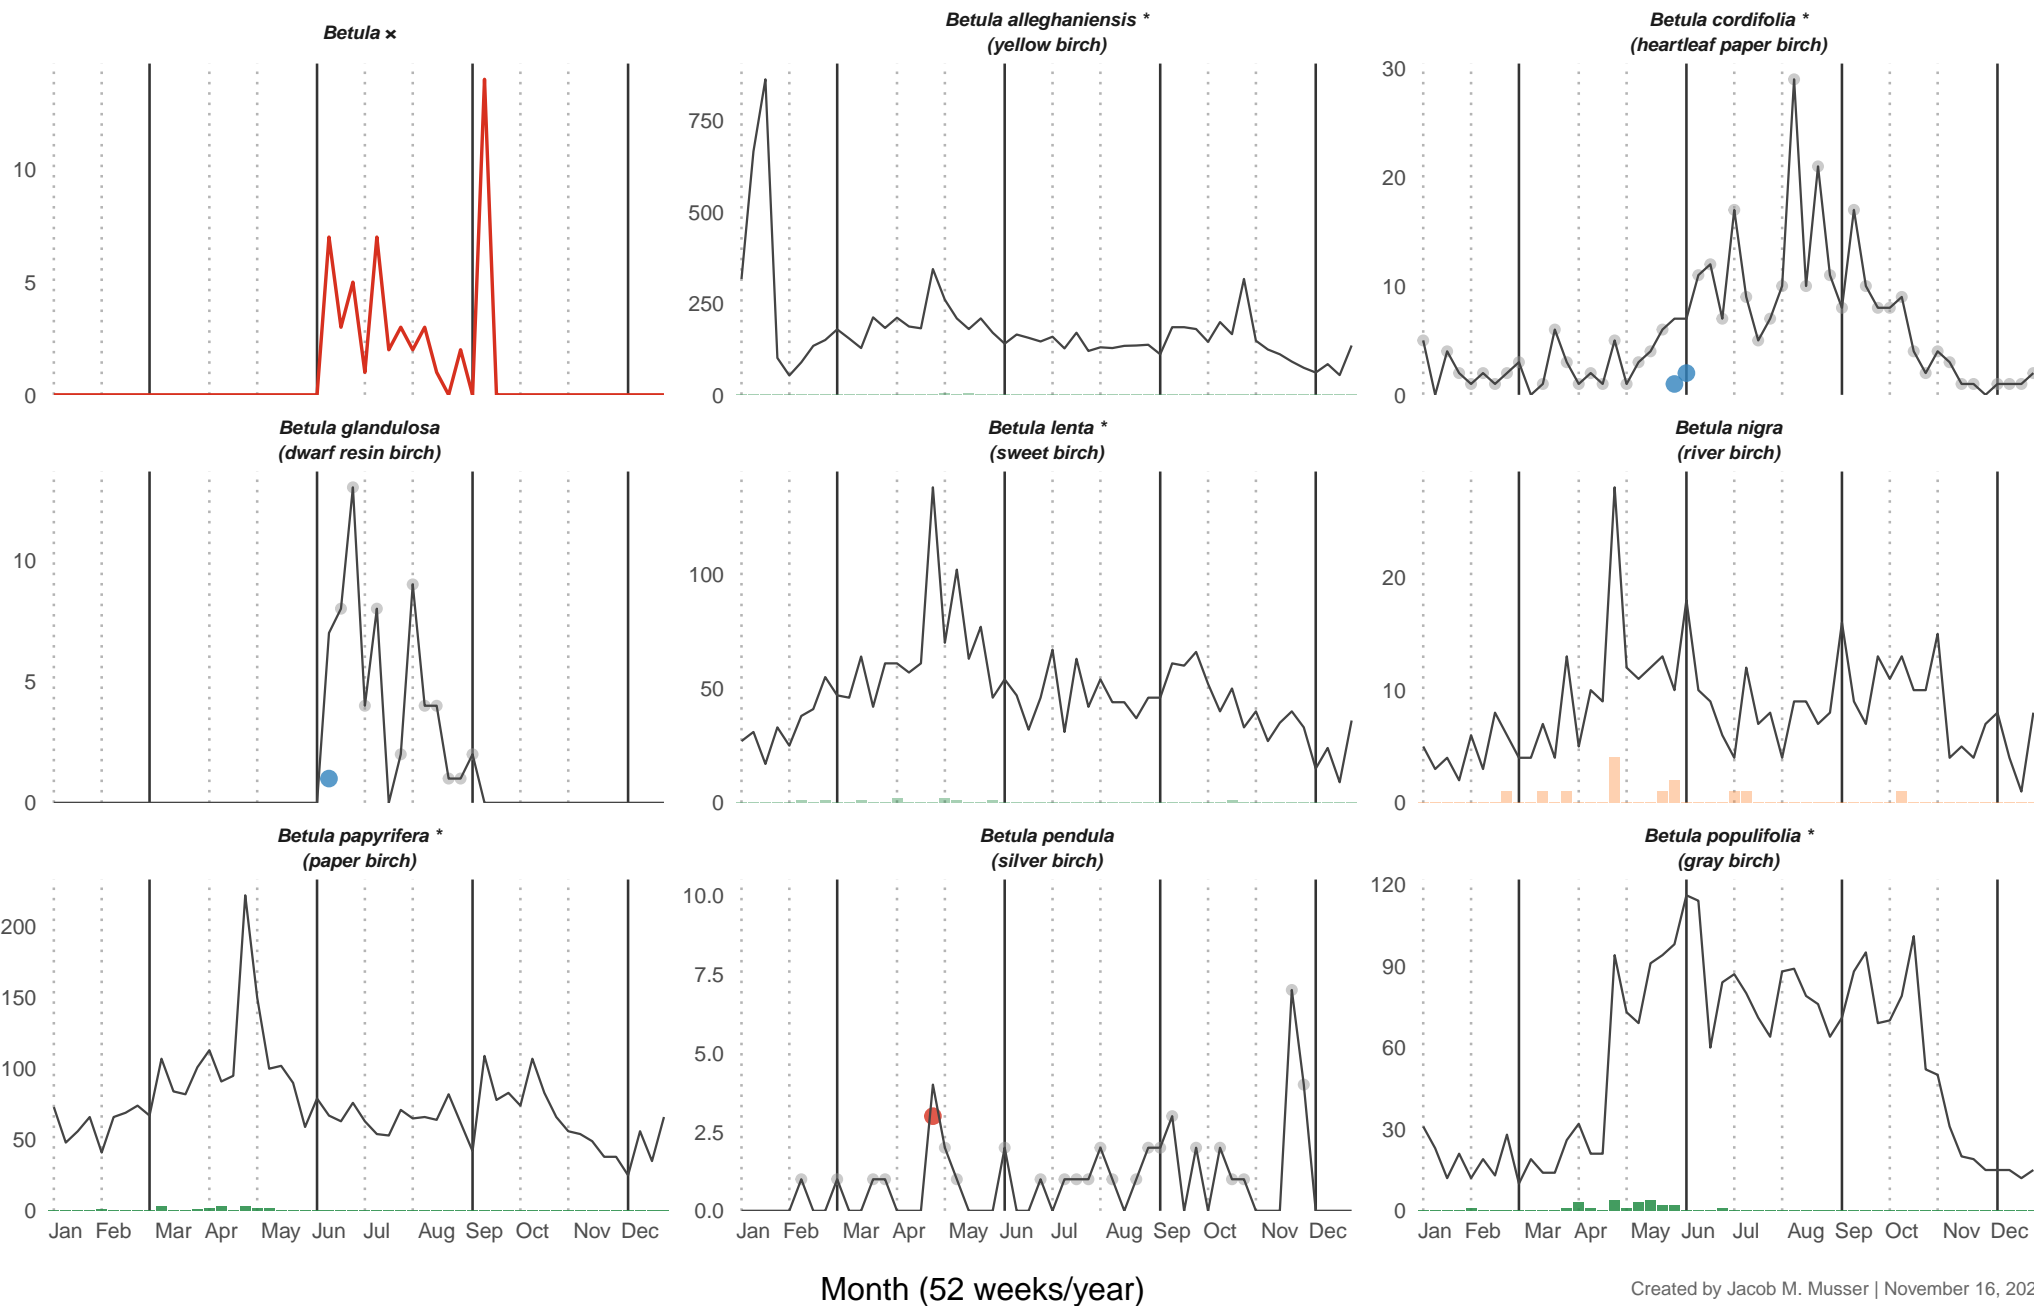 Betula ×
Betula alleghaniensis *
(yellow birch)
Betula cordifolia *
(heartleaf paper birch)
10
5
0
750
500
250
0
30
20
10
0
Betula glandulosa
(dwarf resin birch)
Betula lenta *
(sweet birch)
Betula nigra
(river birch)
10
5
0
100
50
0
20
10
0
Betula papyrifera *
(paper birch)
Betula pendula
(silver birch)
Betula populifolia *
(gray birch)
200
150
100
50
0
10.0
7.5
5.0
2.5
0.0
120
90
60
30
0
Jan Feb Mar Apr May Jun Jul Aug Sep Oct Nov Dec
Jan Feb Mar Apr May Jun Jul Aug Sep Oct Nov Dec
Jan Feb Mar Apr May Jun Jul Aug Sep Oct Nov Dec
Month (52 weeks/year)
Created by Jacob M. Musser | November 16, 202